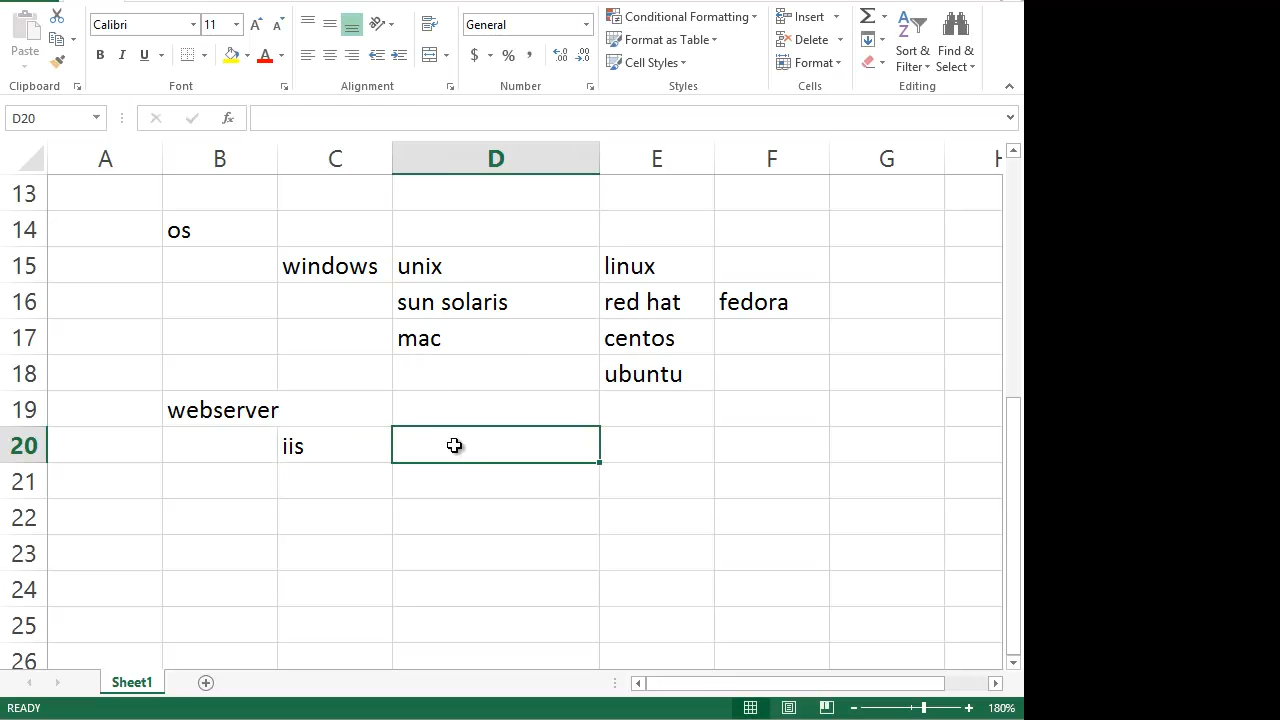 Calibri 11 General Conditional Formatting Insert
Paste B I U A $ % Format as Table Delete Sort & Filter Find & Select
Cell Styles Format
Clipboard Font Alignment Number Styles Cells Editing
D20 fx
A B C D E F G H
13
14 os
15 windows unix linux
16 sun solaris red hat fedora
17 mac centos
18 ubuntu
19 webserver
20 iis
21
22
23
24
25
26
Sheet1
READY 180%